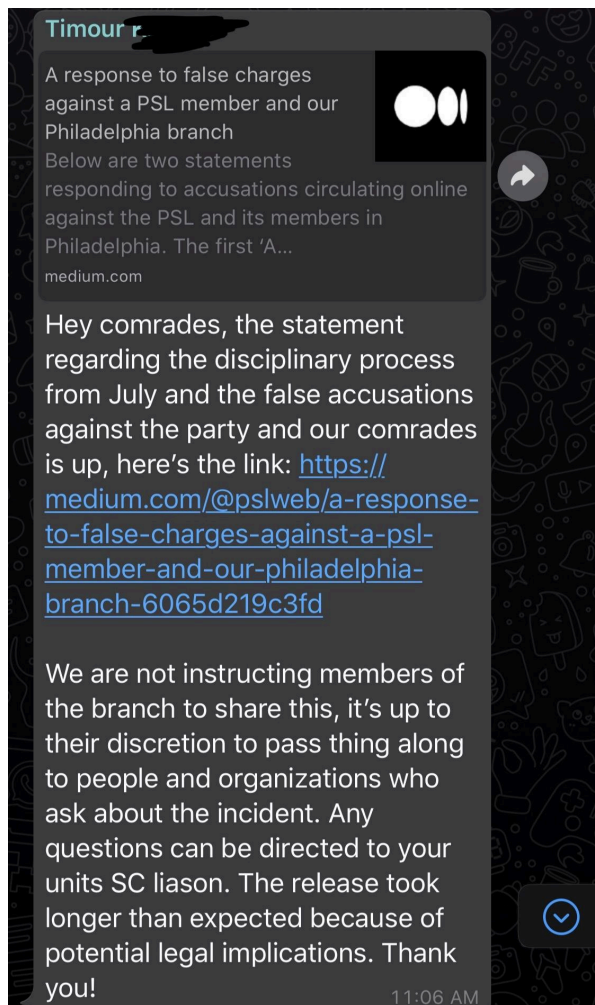 Timour
A response to false charges
against a PSL member and our
Philadelphia branch
Below are two statements
responding to accusations circulating online
against the PSL and its members in
Philadelphia. The first ‘A...
medium.com
Hey comrades, the statement
regarding the disciplinary process
from July and the false accusations
against the party and our comrades
is up, here’s the link: https://
medium.com/@pslweb/a-response-
to-false-charges-against-a-psl-
member-and-our-philadelphia-
branch-6065d219c3fd
We are not instructing members of
the branch to share this, it’s up to
their discretion to pass thing along
to people and organizations who
ask about the incident. Any
questions can be directed to your
units SC liason. The release took
longer than expected because of
potential legal implications. Thank
you!
11:06 AM